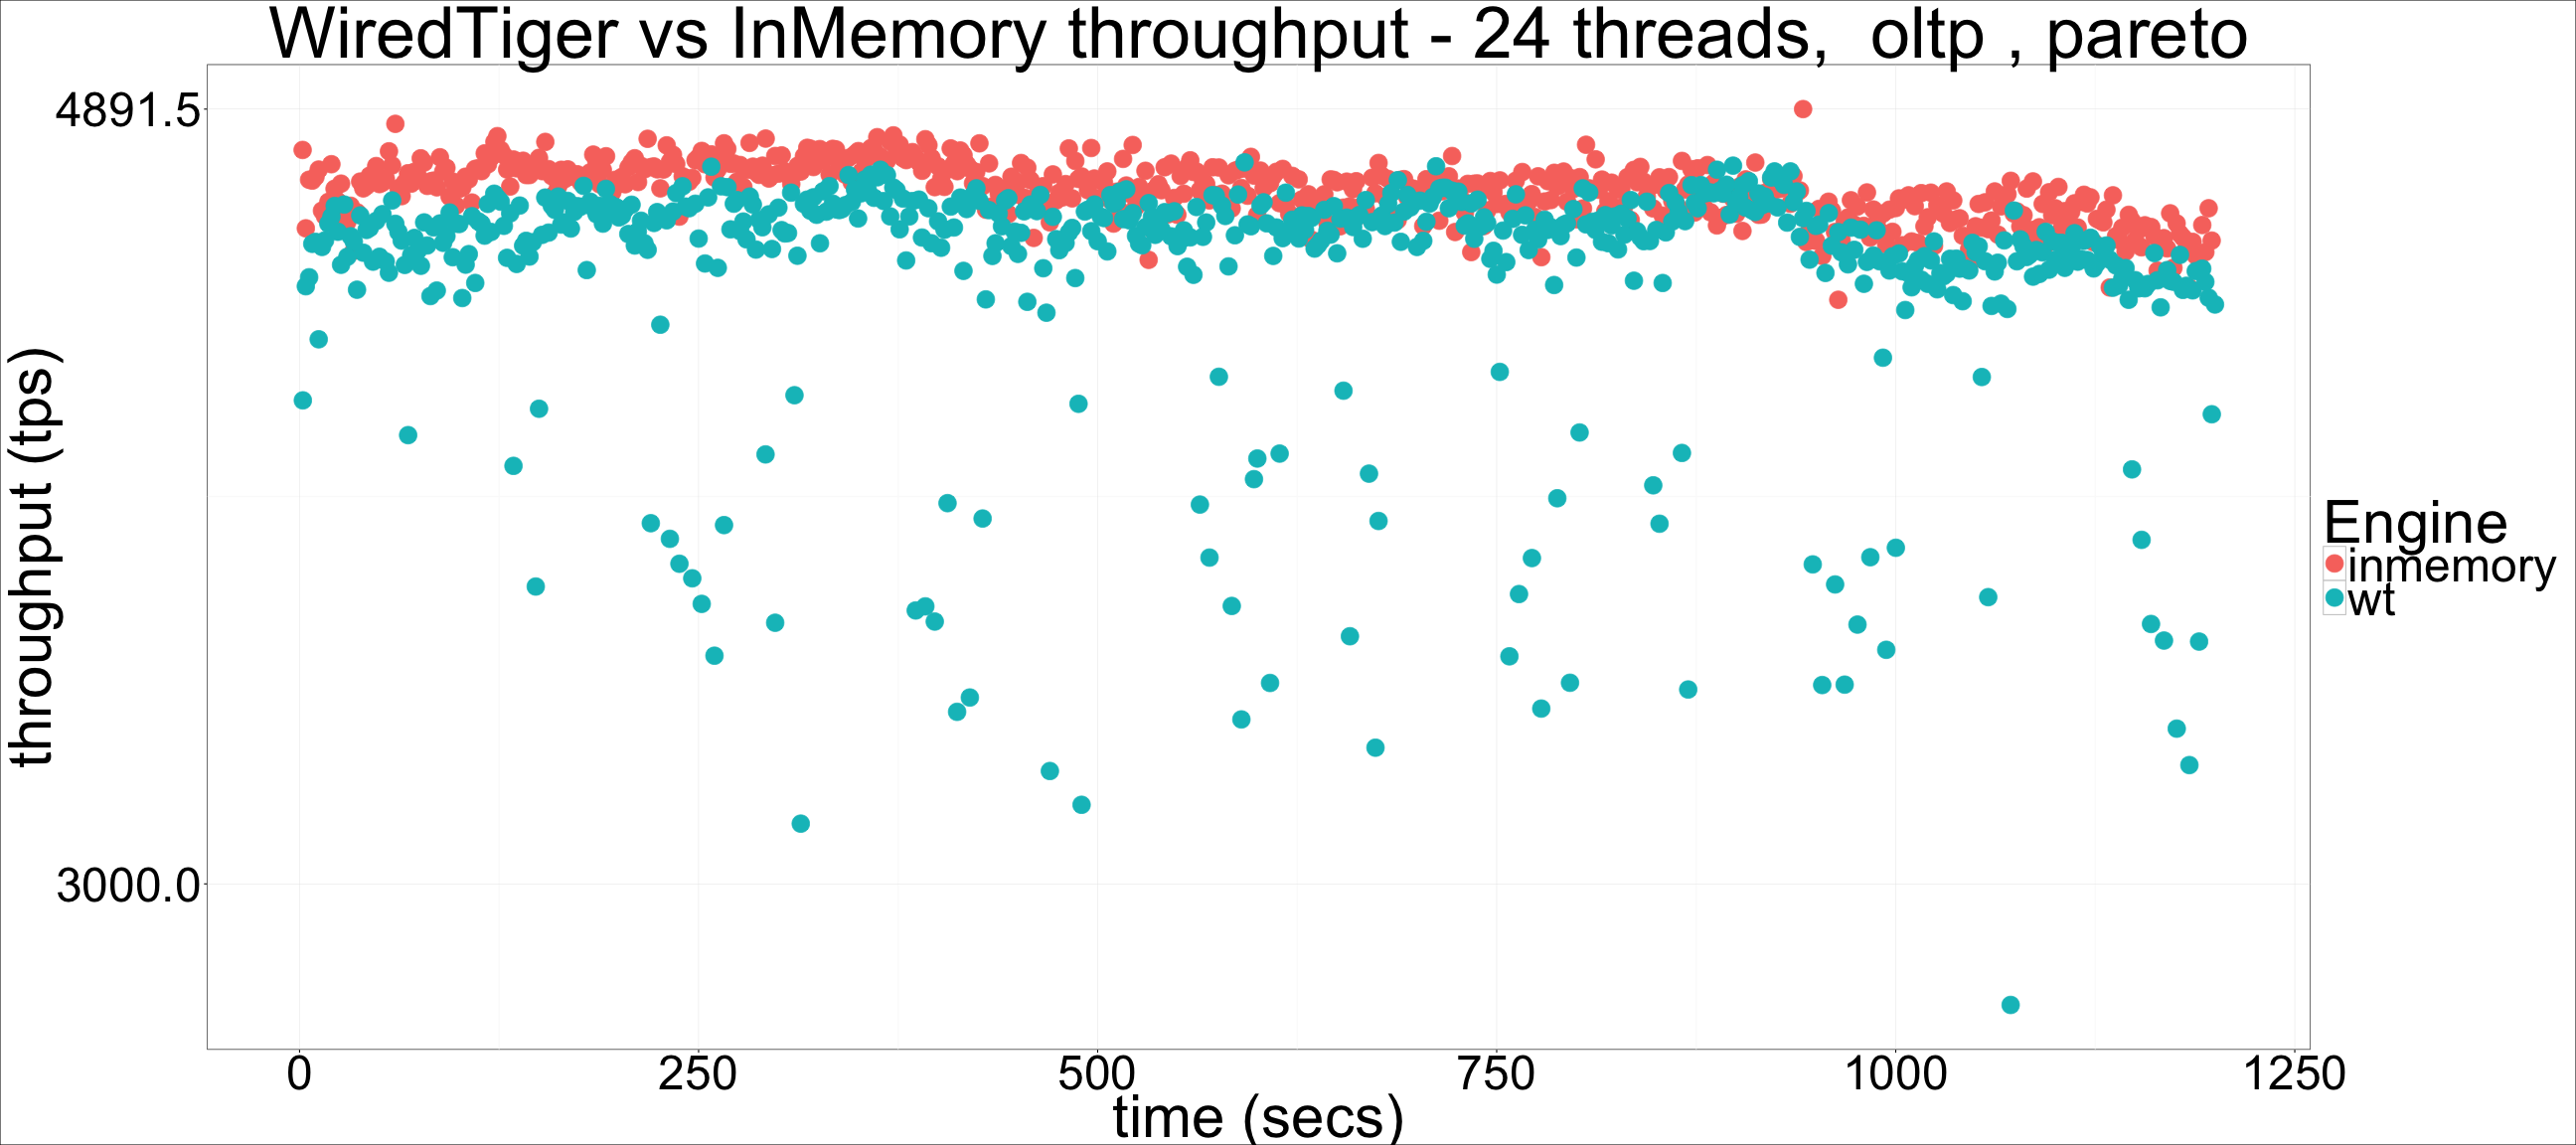 WiredTiger vs InMemory throughput - 24 threads,  oltp , pareto
4891.5
3000.0
throughput (tps)
0 250 500 750 1000 1250
time (secs)
Engine
inmemory
wt